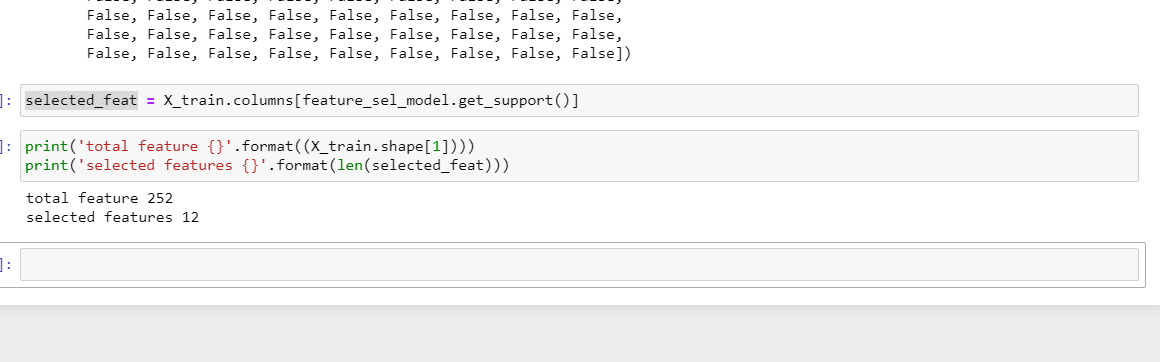 False, False, False, False, False, False, False, False, False,
False, False, False, False, False, False, False, False, False,
False, False, False, False, False, False, False, False, False])
]: selected_feat = X_train.columns[feature_sel_model.get_support()]
]: print('total feature {}'.format((X_train.shape[1])))
print('selected features {}'.format(len(selected_feat)))
total feature 252
selected features 12
]: